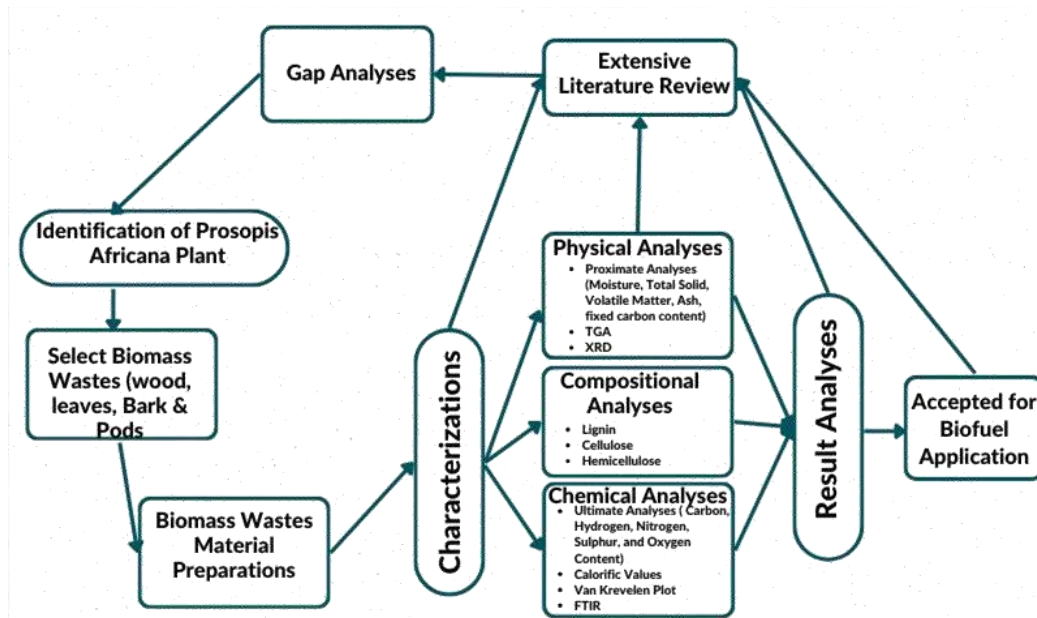 Gap Analyses
Extensive
Literature Review
Identification of Prosopis
Africana Plant
Select Biomass
Wastes (wood,
leaves, Bark &
Pods
Biomass Wastes
Material
Preparations
Characterizations
Physical Analyses
• Proximate Analyses
(Moisture, Total Solid,
Volatile Matter, Ash,
fixed carbon content)
• TGA
• XRD
Compositional
Analyses
• Lignin
• Cellulose
• Hemicellulose
Chemical Analyses
• Ultimate Analyses ( Carbon,
Hydrogen, Nitrogen,
Sulphur, and Oxygen
Content)
• Calorific Values
• Van Krevelen Plot
• FTIR
Result Analyses
Accepted for
Biofuel
Application